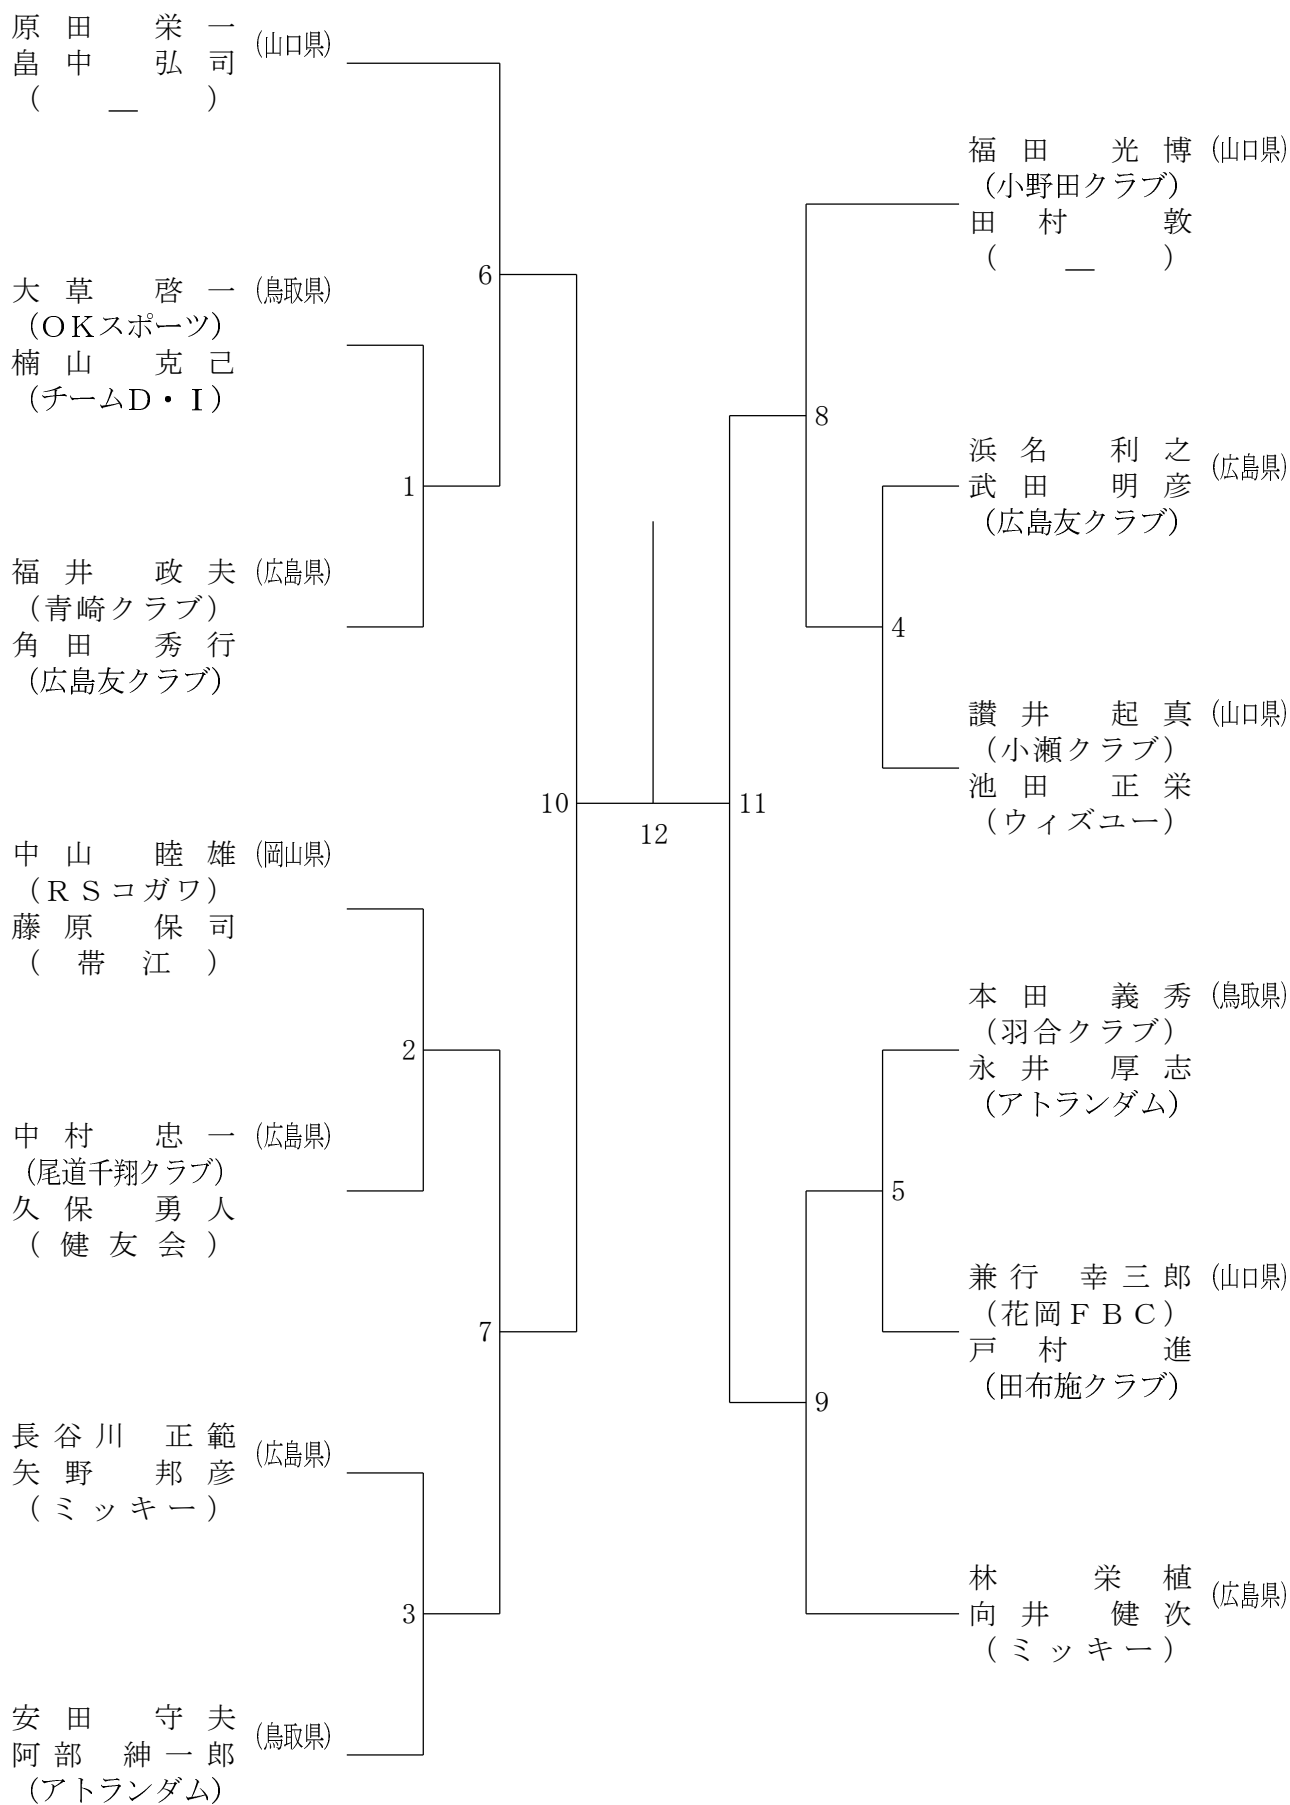 原田 栄一 (山口県)
畠中 弘司
( ― )
大草 啓一 (鳥取県)
(ＯＫスポーツ)
楠山 克己
(チームＤ・Ｉ)
福井 政夫 (広島県)
(青崎クラブ)
角田 秀行
(広島友クラブ)
中山 睦雄 (岡山県)
(ＲＳコガワ)
藤原 保司
(帯江)
中村 忠一 (広島県)
(尾道千翔クラブ)
久保 勇人
(健友会)
長谷川 正範 (広島県)
矢野 邦彦
(ミッキー)
安田 守夫 (鳥取県)
阿部 紳一郎
(アトランダム)
6
1
10
2
7
3
12
11
8
4
5
9
福田 光博 (山口県)
(小野田クラブ)
田村 敦
( ― )
浜名 利之 (広島県)
武田 明彦
(広島友クラブ)
讃井 起真 (山口県)
(小瀬クラブ)
池田 正栄
(ウィズユー)
本田 義秀 (鳥取県)
(羽合クラブ)
永井 厚志
(アトランダム)
兼行 幸三郎 (山口県)
(花岡ＦＢＣ)
戸村 進
(田布施クラブ)
林 栄植 (広島県)
向井 健次
(ミッキー)